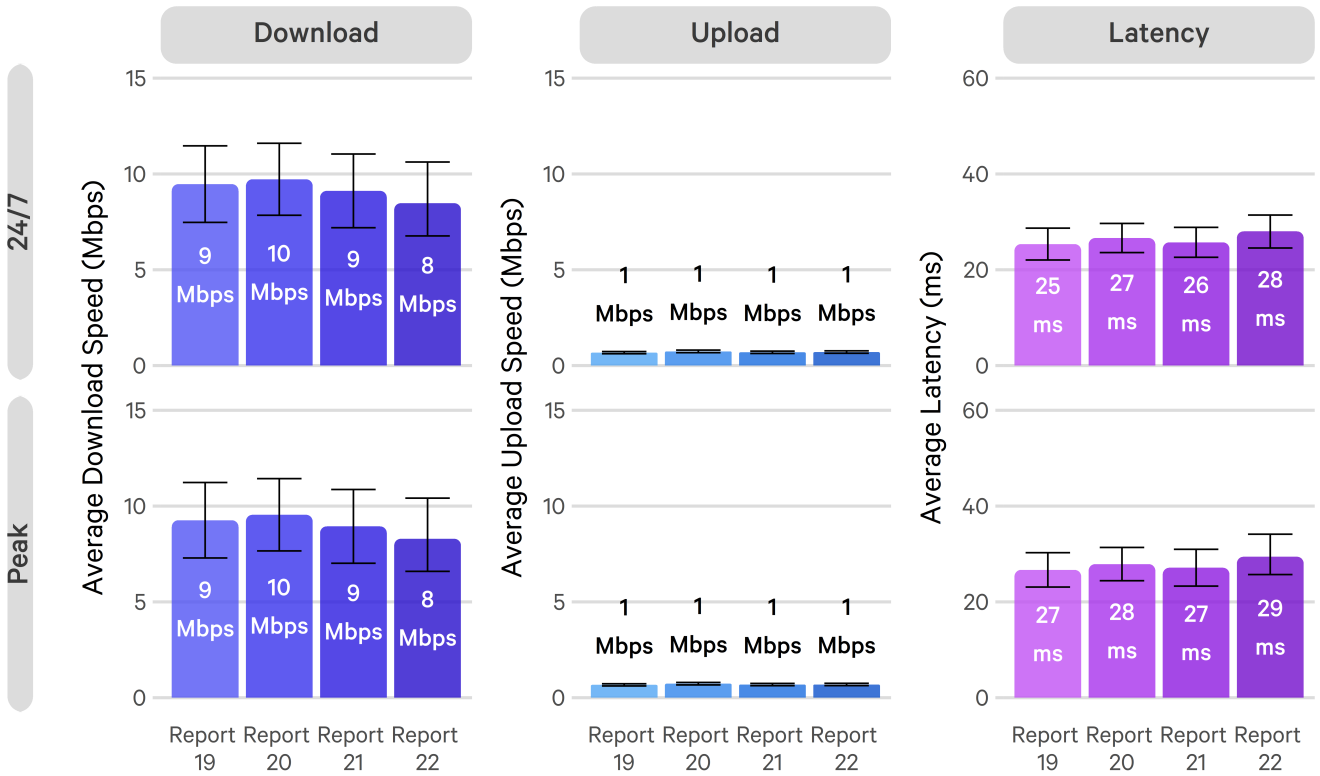 Download
Upload
Latency
24/7
Average Download Speed (Mbps)
15
10
5
0
9
Mbps
10
Mbps
9
Mbps
8
Mbps
Average Upload Speed (Mbps)
15
10
5
0
1
Mbps
1
Mbps
1
Mbps
1
Mbps
Average Latency (ms)
60
40
20
0
25
ms
27
ms
26
ms
28
ms
Peak
15
10
5
0
9
Mbps
10
Mbps
9
Mbps
8
Mbps
Report
19
Report
20
Report
21
Report
22
15
10
5
0
1
Mbps
1
Mbps
1
Mbps
1
Mbps
Report
19
Report
20
Report
21
Report
22
60
40
20
0
27
ms
28
ms
27
ms
29
ms
Report
19
Report
20
Report
21
Report
22